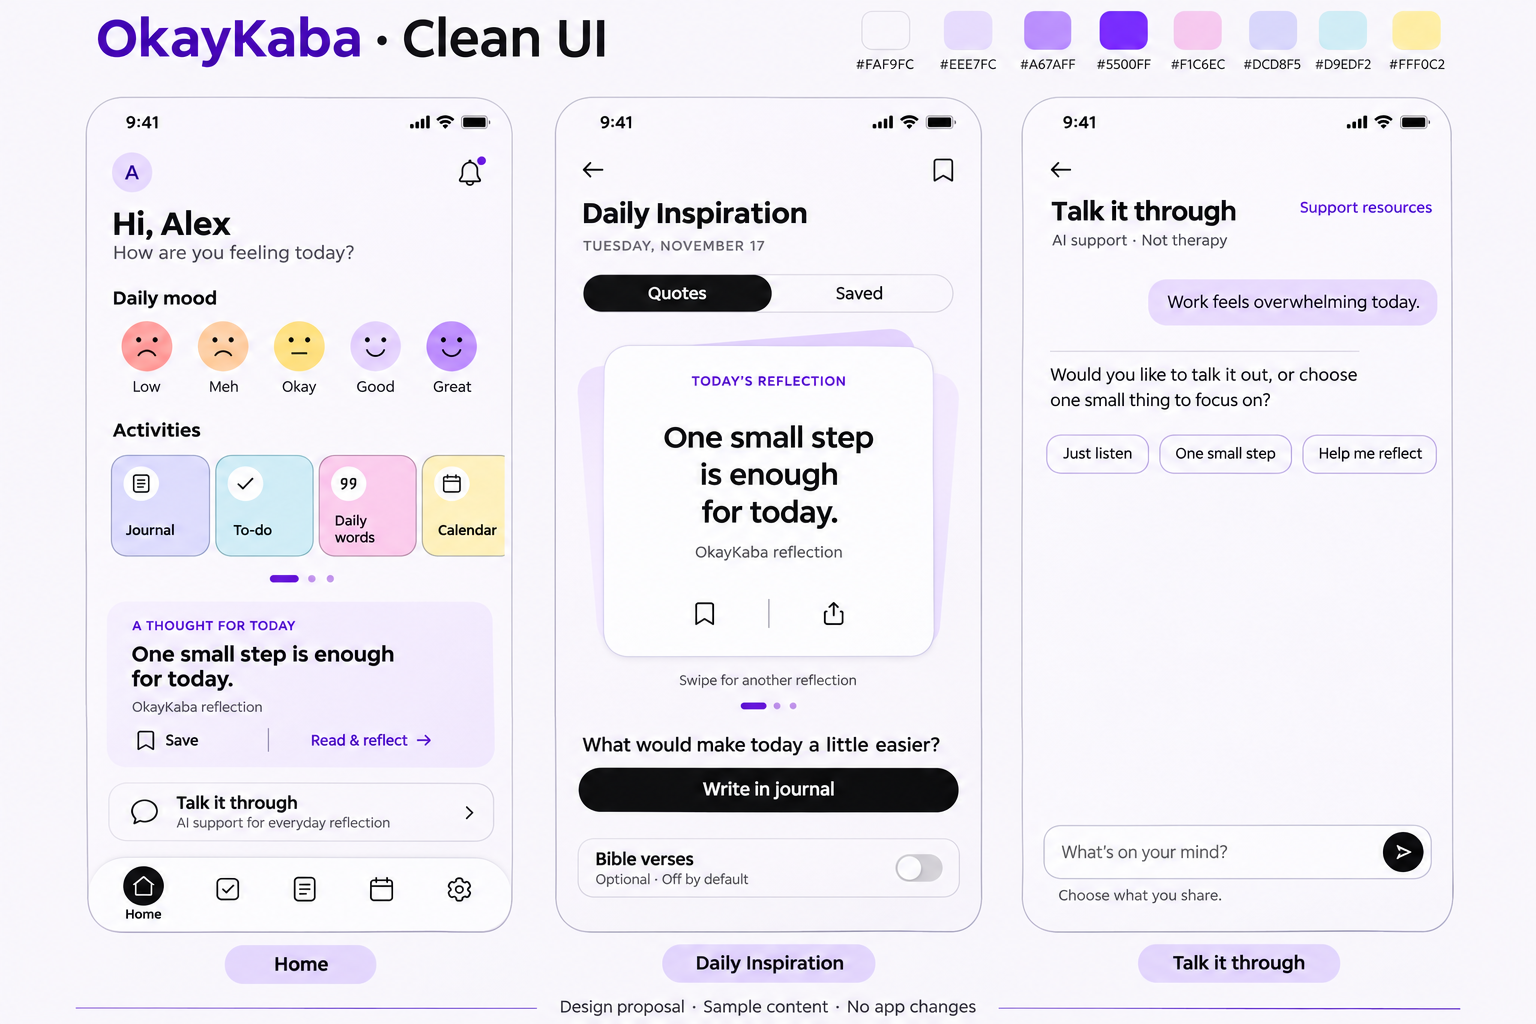 OkayKaba · Clean UI
#FAF9FC #EEE7FC #A67AFF #5500FF #F1C6EC #DCD8F5 #D9EDF2 #FFF0C2
9:41
A
Hi, Alex
How are you feeling today?
Daily mood
Low Meh Okay Good Great
Activities
Journal
To-do
99
Daily
words
Calendar
A THOUGHT FOR TODAY
One small step is enough
for today.
OkayKaba reflection
Save
Read & reflect →
Talk it through
AI support for everyday reflection
Home
Home
9:41
Daily Inspiration
TUESDAY, NOVEMBER 17
Quotes Saved
TODAY'S REFLECTION
One small step
is enough
for today.
OkayKaba reflection
Swipe for another reflection
What would make today a little easier?
Write in journal
Bible verses
Optional · Off by default
Daily Inspiration
9:41
Talk it through
Support resources
AI support · Not therapy
Work feels overwhelming today.
Would you like to talk it out, or choose
one small thing to focus on?
Just listen One small step Help me reflect
What's on your mind?
Choose what you share.
Talk it through
Design proposal · Sample content · No app changes